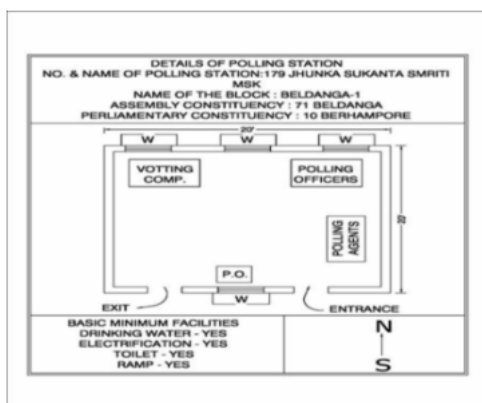 DETAILS OF POLLING STATION
NO. & NAME OF POLLING STATION:179 JHUNKA SUKANTA SMRITI
MSK
NAME OF THE BLOCK : BELDANGA-1
ASSEMBLY CONSTITUENCY : 71 BELDANGA
PERLIAMENTARY CONSTITUENCY : 10 BERHAMPORE
20'
W W W
VOTTING
COMP.
POLLING
OFFICERS
20'
POLLING
AGENTS
P.O.
W
EXIT
ENTRANCE
BASIC MINIMUM FACILITIES
DRINKING WATER - YES
ELECTRIFICATION - YES
TOILET - YES
RAMP - YES
N
S